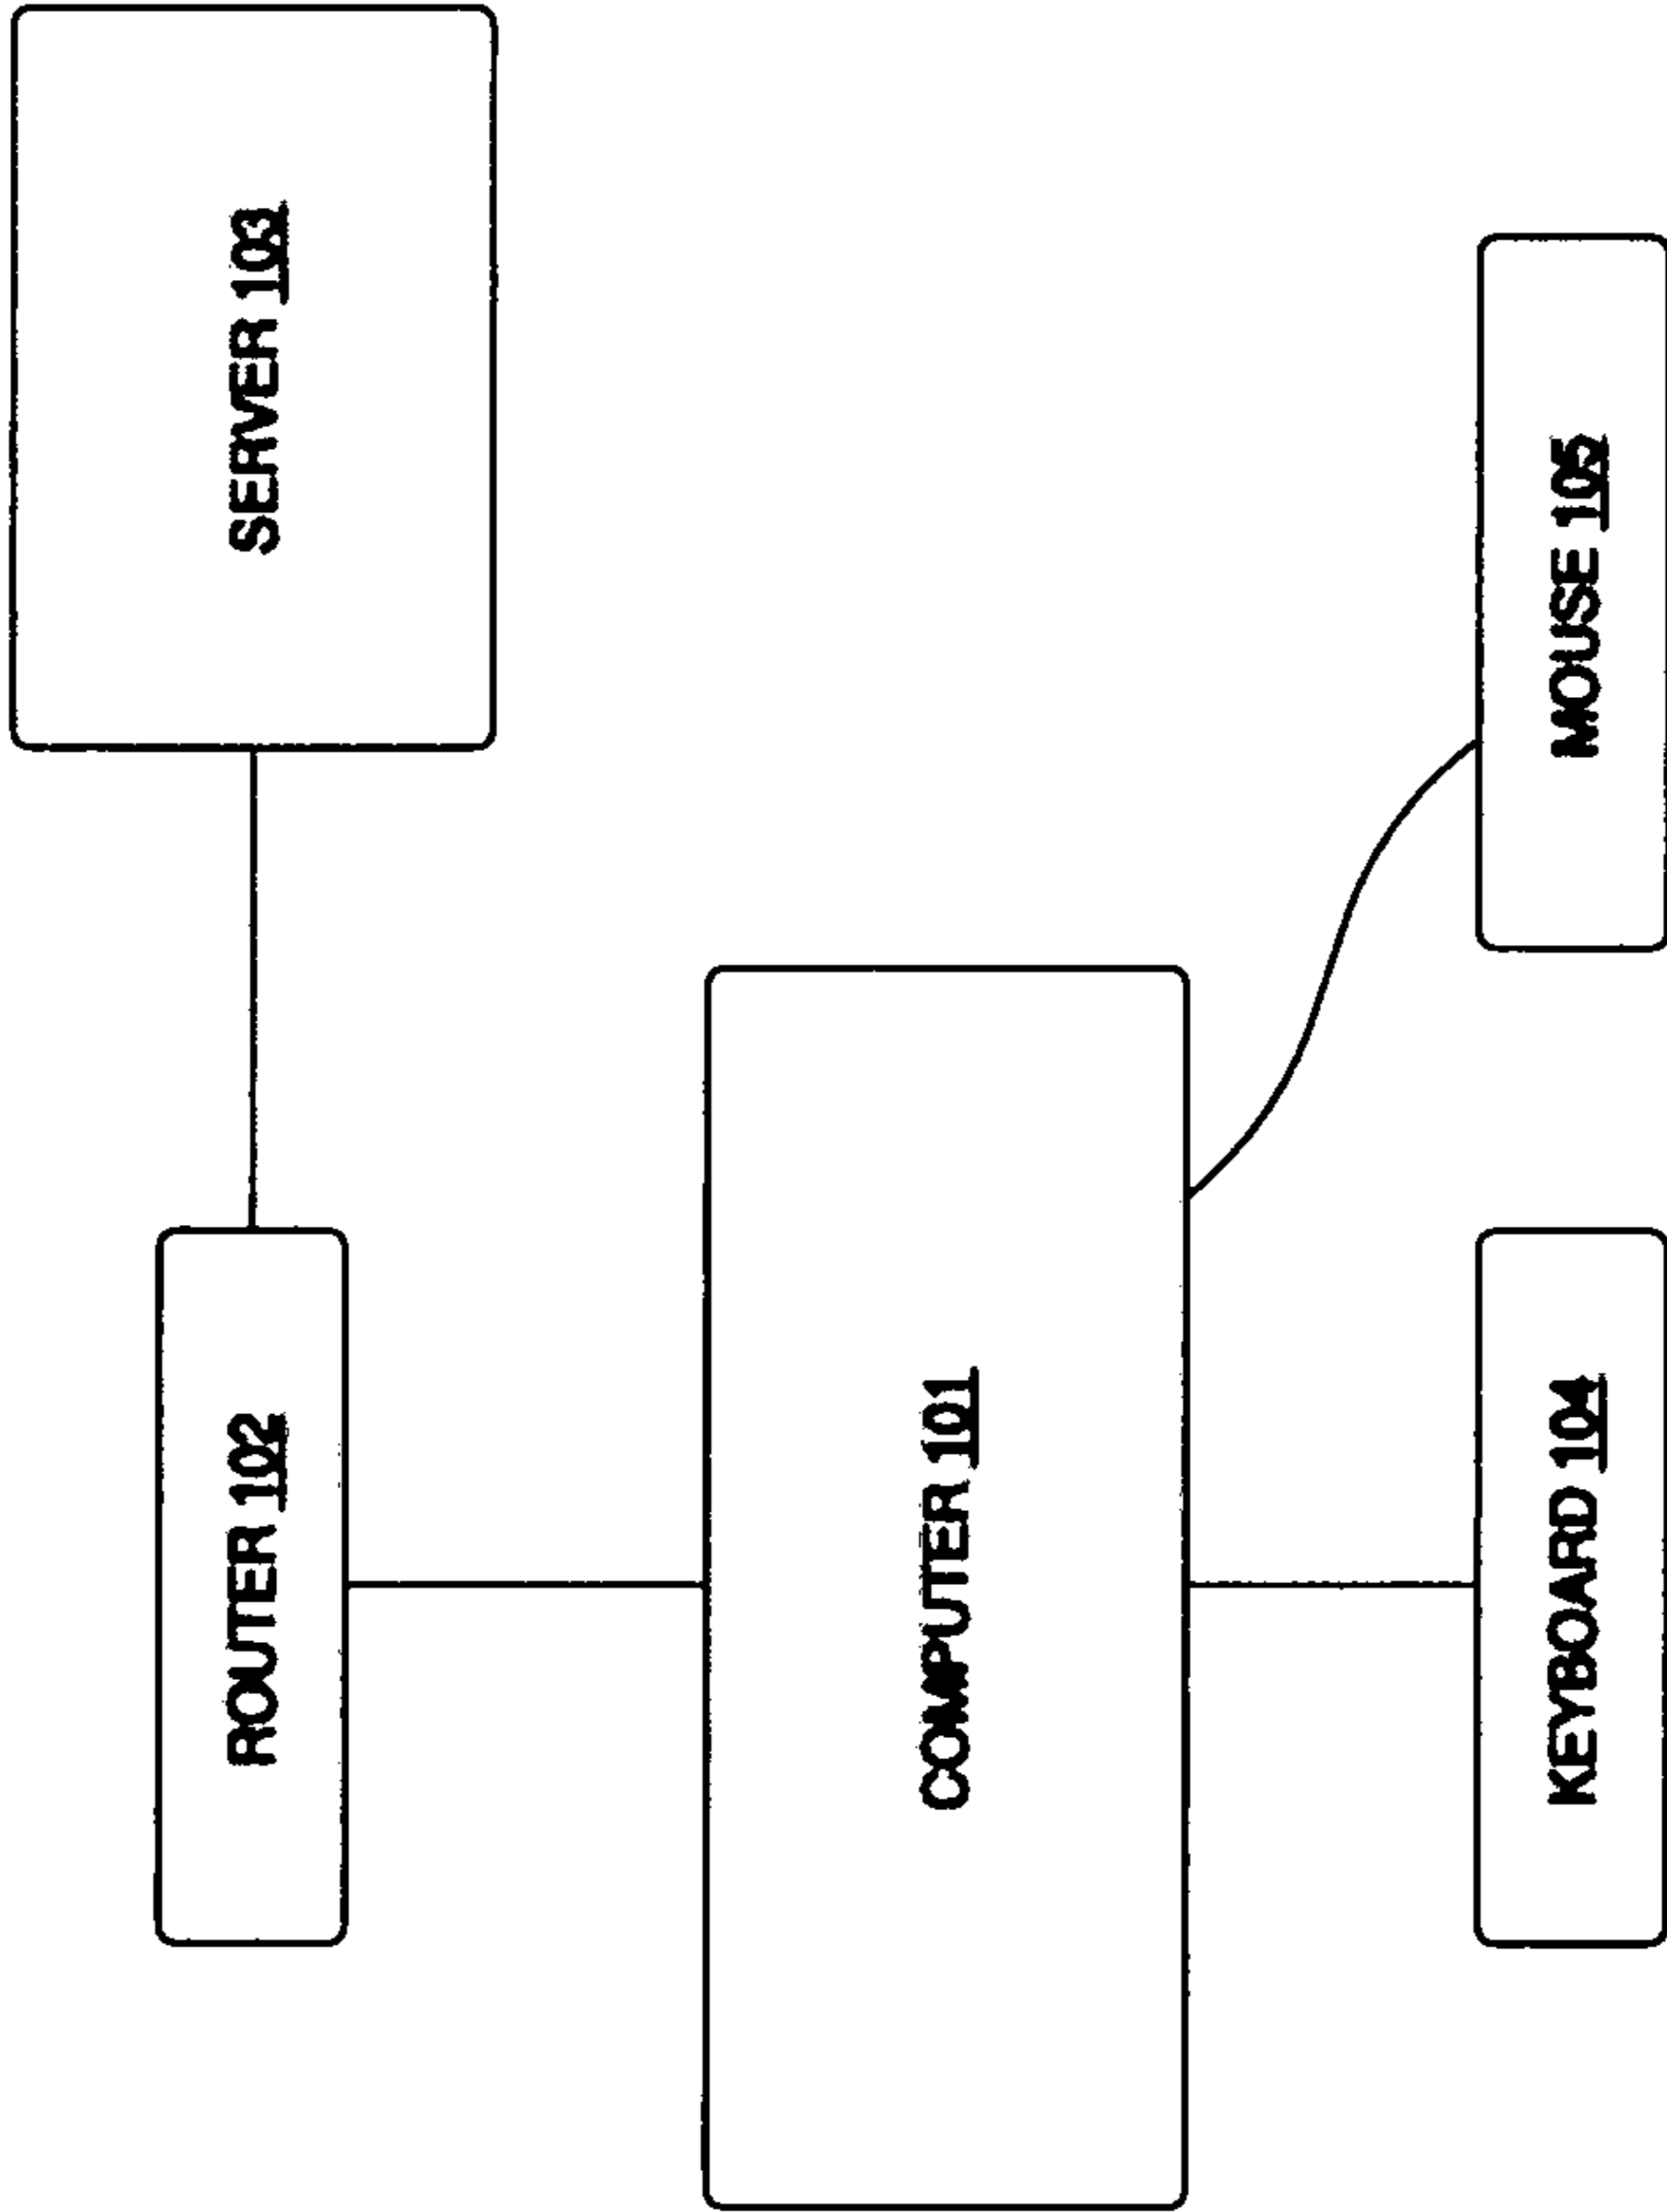 ROUTER 102
SERVER 103
COMPUTER 101
KEYBOARD 104
MOUSE 105